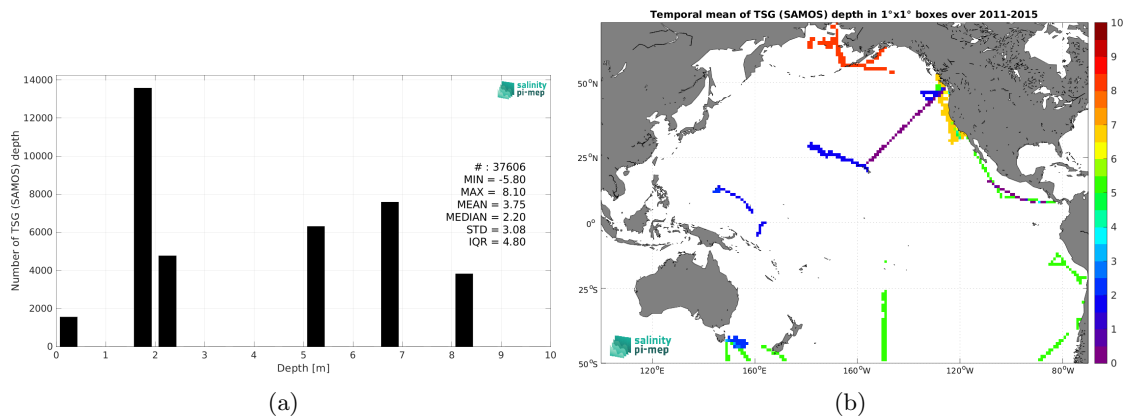 14000
12000
10000
8000
6000
4000
2000
0
Number of TSG (SAMOS) depth
salinity
pi-mep
# : 37606
MIN = -5.80
MAX = 8.10
MEAN = 3.75
MEDIAN = 2.20
STD = 3.08
IQR = 4.80
0 1 2 3 4 5 6 7 8 9 10
Depth [m]
(a)
Temporal mean of TSG (SAMOS) depth in 1°x1° boxes over 2011-2015
50°N
25°N
0°
25°S
50°S
salinity
pi-mep
120°E 160°E 160°W 120°W 80°W
10
9
8
7
6
5
4
3
2
1
0
(b)